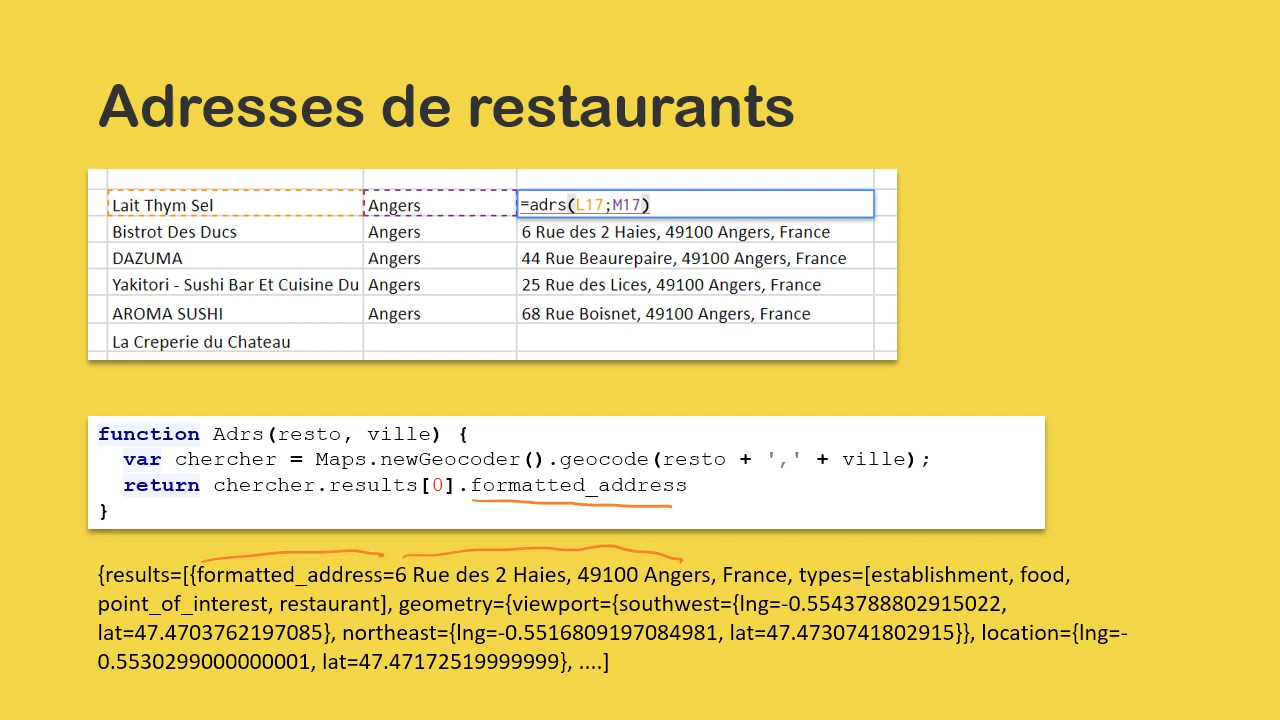 Adresses de restaurants
Lait Thym Sel Angers =adrs(L17;M17)
Bistrot Des Ducs Angers 6 Rue des 2 Haies, 49100 Angers, France
DAZUMA Angers 44 Rue Beaurepaire, 49100 Angers, France
Yakitori - Sushi Bar Et Cuisine Du Angers 25 Rue des Lices, 49100 Angers, France
AROMA SUSHI Angers 68 Rue Boisnet, 49100 Angers, France
La Creperie du Chateau
function Adrs(resto, ville) {
var chercher = Maps.newGeocoder().geocode(resto + ',' + ville);
return chercher.results[0].formatted_address
}
{results=[{formatted_address=6 Rue des 2 Haies, 49100 Angers, France, types=[establishment, food,
point_of_interest, restaurant], geometry={viewport={southwest={lng=-0.5543788802915022,
lat=47.4703762197085}, northeast={lng=-0.5516809197084981, lat=47.4730741802915}}, location={lng=-
0.5530299000000001, lat=47.47172519999999}, ....]